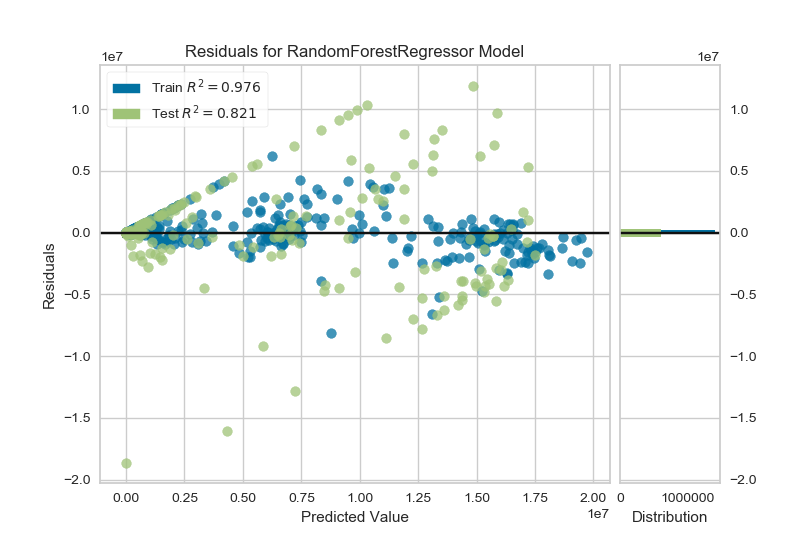 Residuals for RandomForestRegressor Model
1e7
1e7
Train R² = 0.976
Test R² = 0.821
1.0
0.5
0.0
−0.5
−1.0
−1.5
−2.0
Residuals
1.0
0.5
0.0
−0.5
−1.0
−1.5
−2.0
0.00 0.25 0.50 0.75 1.00 1.25 1.50 1.75 2.00
1e7
Predicted Value
0 1000000
Distribution